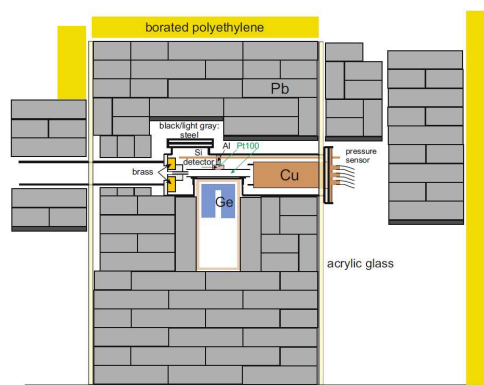 borated polyethylene
Pb
black/light gray:
steel
Al Pt100
Si
detector
pressure
sensor
brass
Cu
Ge
acrylic glass